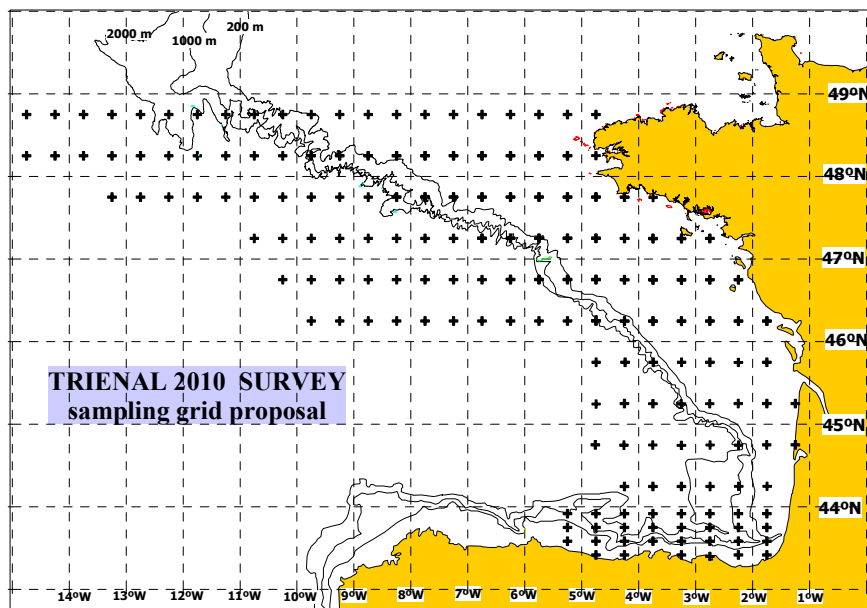 2000 m
1000 m
200 m
49ºN
48ºN
47ºN
46ºN
TRIENAL 2010 SURVEY
sampling grid proposal
45ºN
44ºN
14ºW 13ºW 12ºW 11ºW 10ºW 9ºW 8ºW 7ºW 6ºW 5ºW 4ºW 3ºW 2ºW 1ºW